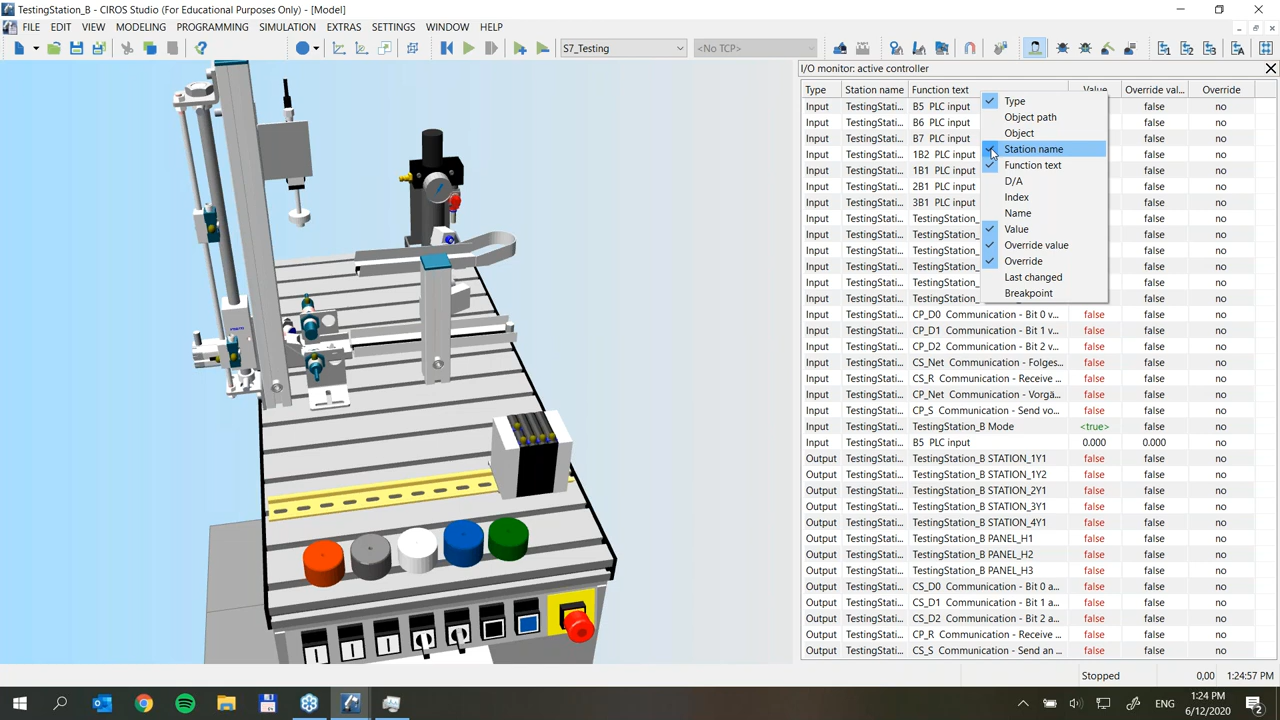 TestingStation_B - CIROS Studio (For Educational Purposes Only) - [Model]
FILE EDIT VIEW MODELING PROGRAMMING SIMULATION EXTRAS SETTINGS WINDOW HELP
S7_Testing <No TCP>
I/O monitor: active controller
Type Station name Function text Value Override val... Override
Input TestingStati... B5 PLC input false no
Input TestingStati... B6 PLC input false no
Input TestingStati... B7 PLC input false no
Input TestingStati... 1B2 PLC input false no
Input TestingStati... 1B1 PLC input false no
Input TestingStati... 2B1 PLC input false no
Input TestingStati... 3B1 PLC input false no
Input TestingStati... TestingStation_ false no
Input TestingStati... TestingStation_ false no
Input TestingStati... TestingStation_ false no
Input TestingStati... TestingStation_ false no
Input TestingStati... TestingStation_ false no
Input TestingStati... TestingStation_ false no
Type
Object path
Object
Station name
Function text
D/A
Index
Name
Value
Override value
Override
Last changed
Breakpoint
Input TestingStati... CP_D0 Communication - Bit 0 v... false false no
Input TestingStati... CP_D1 Communication - Bit 1 v... false false no
Input TestingStati... CP_D2 Communication - Bit 2 v... false false no
Input TestingStati... CS_Net Communication - Folges... false false no
Input TestingStati... CS_R Communication - Receive ... false false no
Input TestingStati... CP_Net Communication - Vorgä... false false no
Input TestingStati... CP_S Communication - Send vo... false false no
Input TestingStati... TestingStation_B Mode <true> false no
Input TestingStati... B5 PLC input 0.000 0.000 no
Output TestingStati... TestingStation_B STATION_1Y1 false false no
Output TestingStati... TestingStation_B STATION_1Y2 false false no
Output TestingStati... TestingStation_B STATION_2Y1 false false no
Output TestingStati... TestingStation_B STATION_3Y1 false false no
Output TestingStati... TestingStation_B STATION_4Y1 false false no
Output TestingStati... TestingStation_B PANEL_H1 false false no
Output TestingStati... TestingStation_B PANEL_H2 false false no
Output TestingStati... TestingStation_B PANEL_H3 false false no
Output TestingStati... CS_D0 Communication - Bit 0 a... false false no
Output TestingStati... CS_D1 Communication - Bit 1 a... false false no
Output TestingStati... CS_D2 Communication - Bit 2 a... false false no
Output TestingStati... CP_R Communication - Receive ... false false no
Output TestingStati... CS_S Communication - Send an ... false false no
Stopped 0,00 1:24:57 PM
ENG 1:24 PM
6/12/2020
2